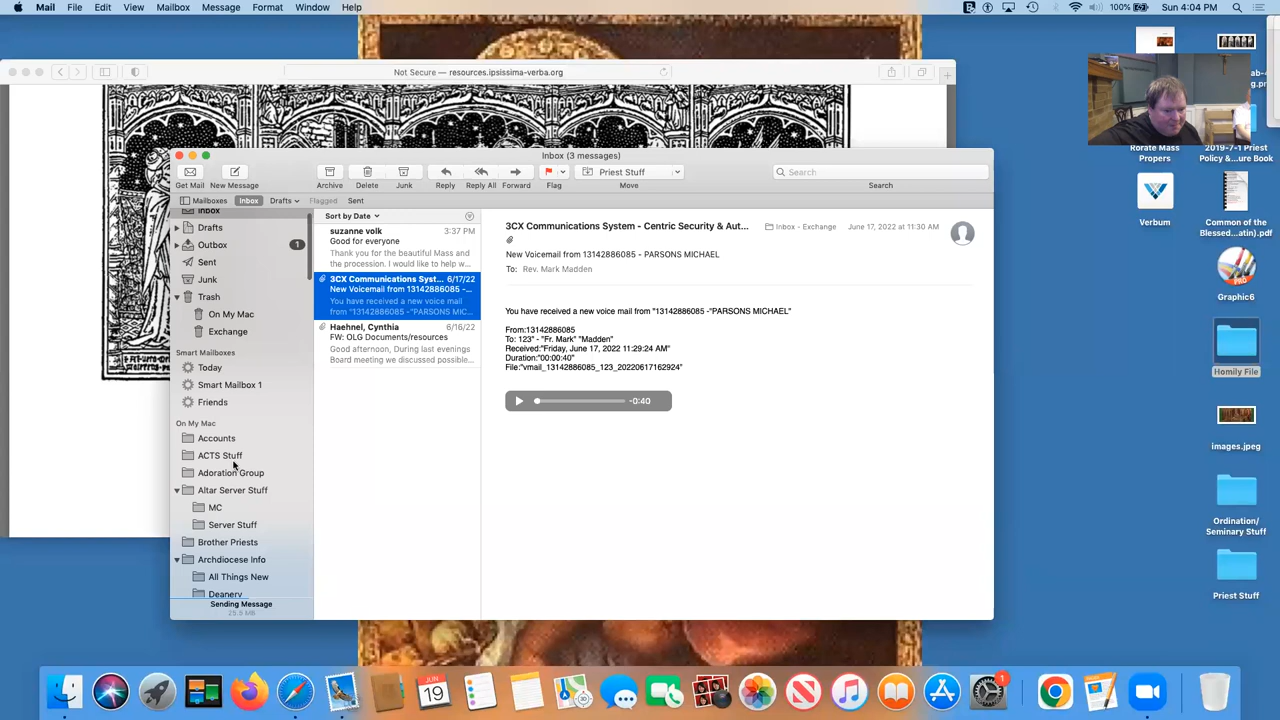 Mail File Edit View Mailbox Message Format Window Help 100% Sun 4:04 PM
Not Secure — resources.ipsissima-verba.org
Inbox (3 messages)
Priest Stuff
Search
Get Mail New Message Archive Delete Junk Reply Reply All Forward Flag Move Search
Mailboxes Inbox Drafts Flagged Sent
Inbox
Drafts
Outbox 1
Sent
Junk
Trash
On My Mac
Exchange
Smart Mailboxes
Today
Smart Mailbox 1
Friends
On My Mac
Accounts
ACTS Stuff
Adoration Group
Altar Server Stuff
MC
Server Stuff
Brother Priests
Archdiocese Info
All Things New
Deanery
Sending Message
25.5 MB
Sort by Date
suzanne volk 3:37 PM
Good for everyone
Thank you for the beautiful Mass and
the procession. I would like to help w...
3CX Communications Syst... 6/17/22
New Voicemail from 13142886085 -...
You have received a new voice mail
from "13142886085 -"PARSONS MIC...
Haehnel, Cynthia 6/16/22
FW: OLG Documents/resources
Good afternoon, During last evenings
Board meeting we discussed possible...
3CX Communications System - Centric Security & Aut... Inbox - Exchange June 17, 2022 at 11:30 AM
New Voicemail from 13142886085 - PARSONS MICHAEL
To: Rev. Mark Madden
You have received a new voice mail from "13142886085 -"PARSONS MICHAEL"
From:13142886085
To: 123" - "Fr. Mark" "Madden"
Received:"Friday, June 17, 2022 11:29:24 AM"
Duration:"00:00:40"
File:"vmail_13142886085_123_20220617162924"
-0:40
Rorate Mass
Propers
2019-7-1 Priest
Policy &...ure Book
Verbum
Common of the
Blessed...atin).pdf
Graphic6
Homily File
images.jpeg
Ordination/
Seminary Stuff
Priest Stuff
JUN
19
1